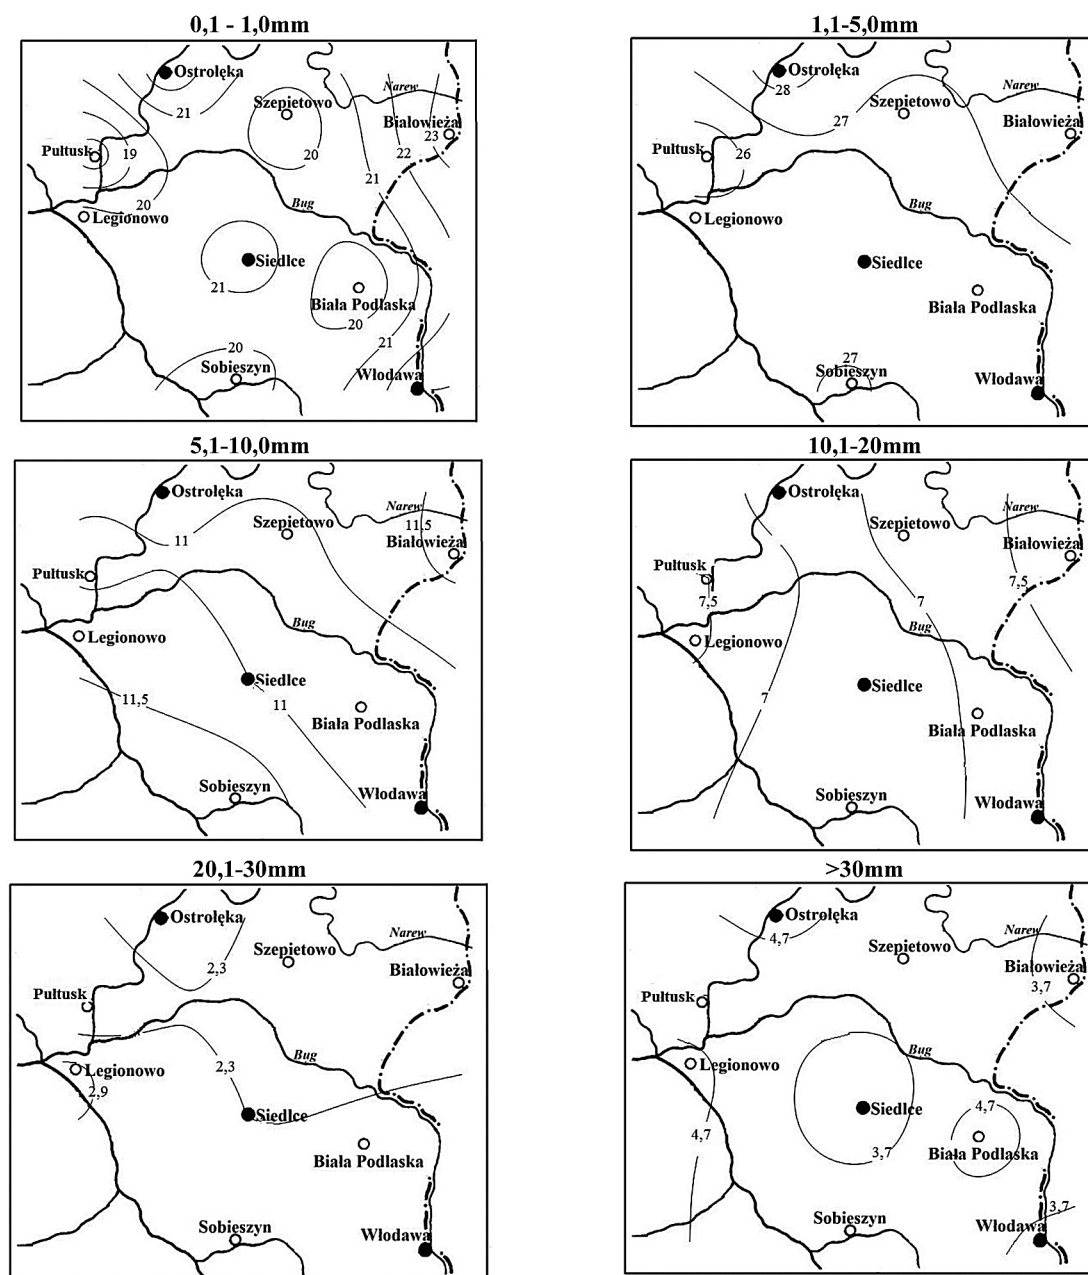 0,1 - 1,0mm
Ostrołęka
Narew
21
Szepietowo
Białowieża
23
Pułtusk
19
20
22
21
20
Legionowo
Bug
Siedlce
21
Biała Podlaska
20
20
21
Sobieszyn
Włodawa
1,1-5,0mm
Ostrołęka
28
Narew
Szepietowo
27
Białowieża
Pułtusk
26
Legionowo
Bug
Siedlce
Biała Podlaska
27
Sobieszyn
Włodawa
5,1-10,0mm
Ostrołęka
Narew
Szepietowo
11,5
11
Białowieża
Pułtusk
Bug
Legionowo
Siedlce
11,5
11
Biała Podlaska
Sobieszyn
Włodawa
10,1-20mm
Ostrołęka
Narew
Szepietowo
Białowieża
Pułtusk
7,5
7,5
7
Bug
Legionowo
Siedlce
7
Biała Podlaska
Sobieszyn
Włodawa
20,1-30mm
Ostrołęka
Narew
Szepietowo
2,3
Białowieża
Pułtusk
Bug
Legionowo
2,3
2,9
Siedlce
Biała Podlaska
Sobieszyn
Włodawa
>30mm
Ostrołęka
4,7
Narew
Szepietowo
Białowieża
3,7
Pułtusk
Bug
Legionowo
Siedlce
4,7
4,7
3,7
Biała Podlaska
3,7
Sobieszyn
Włodawa